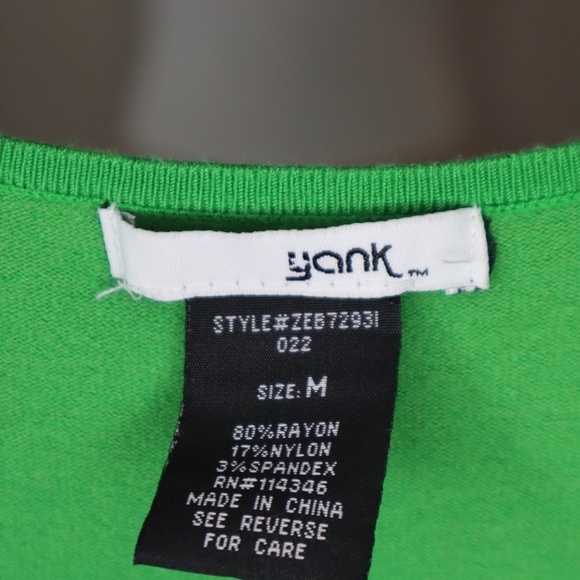 yank™
STYLE#ZEB72931
022
SIZE: M
80%RAYON
17%NYLON
3%SPANDEX
RN#114346
MADE IN CHINA
SEE REVERSE
FOR CARE